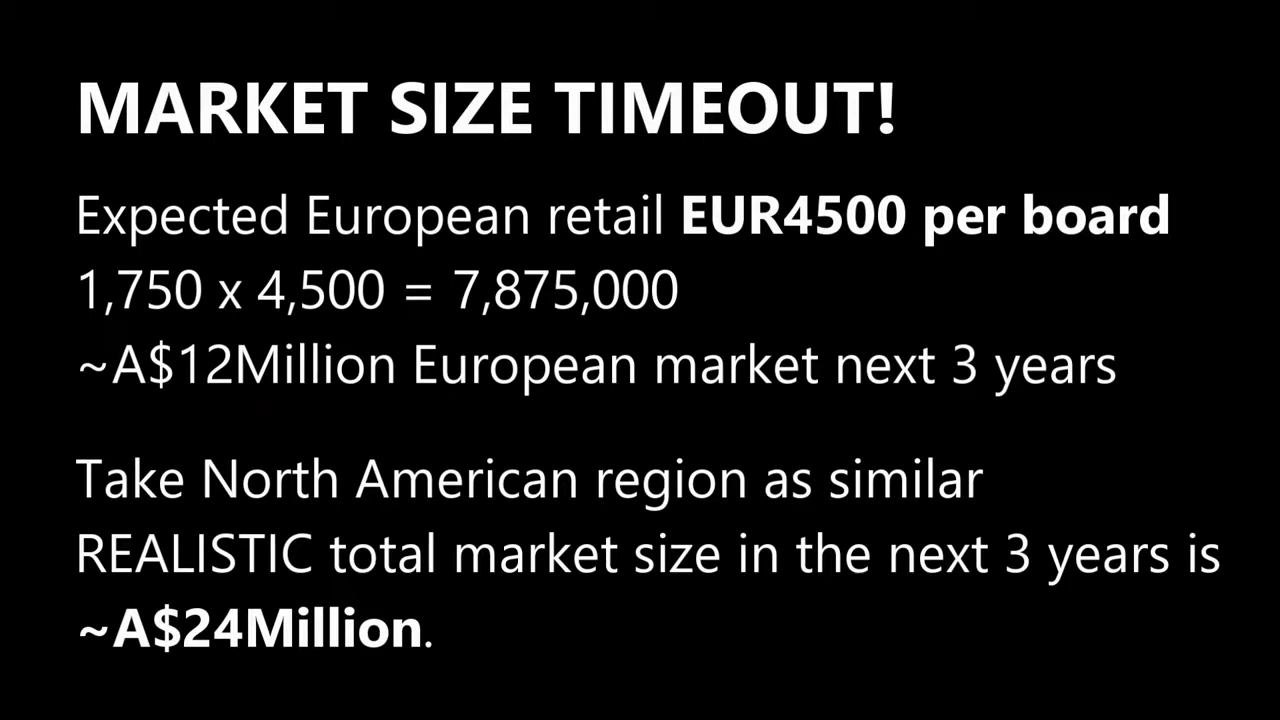 MARKET SIZE TIMEOUT!
Expected European retail EUR4500 per board
1,750 x 4,500 = 7,875,000
~A$12Million European market next 3 years
Take North American region as similar
REALISTIC total market size in the next 3 years is
~A$24Million.